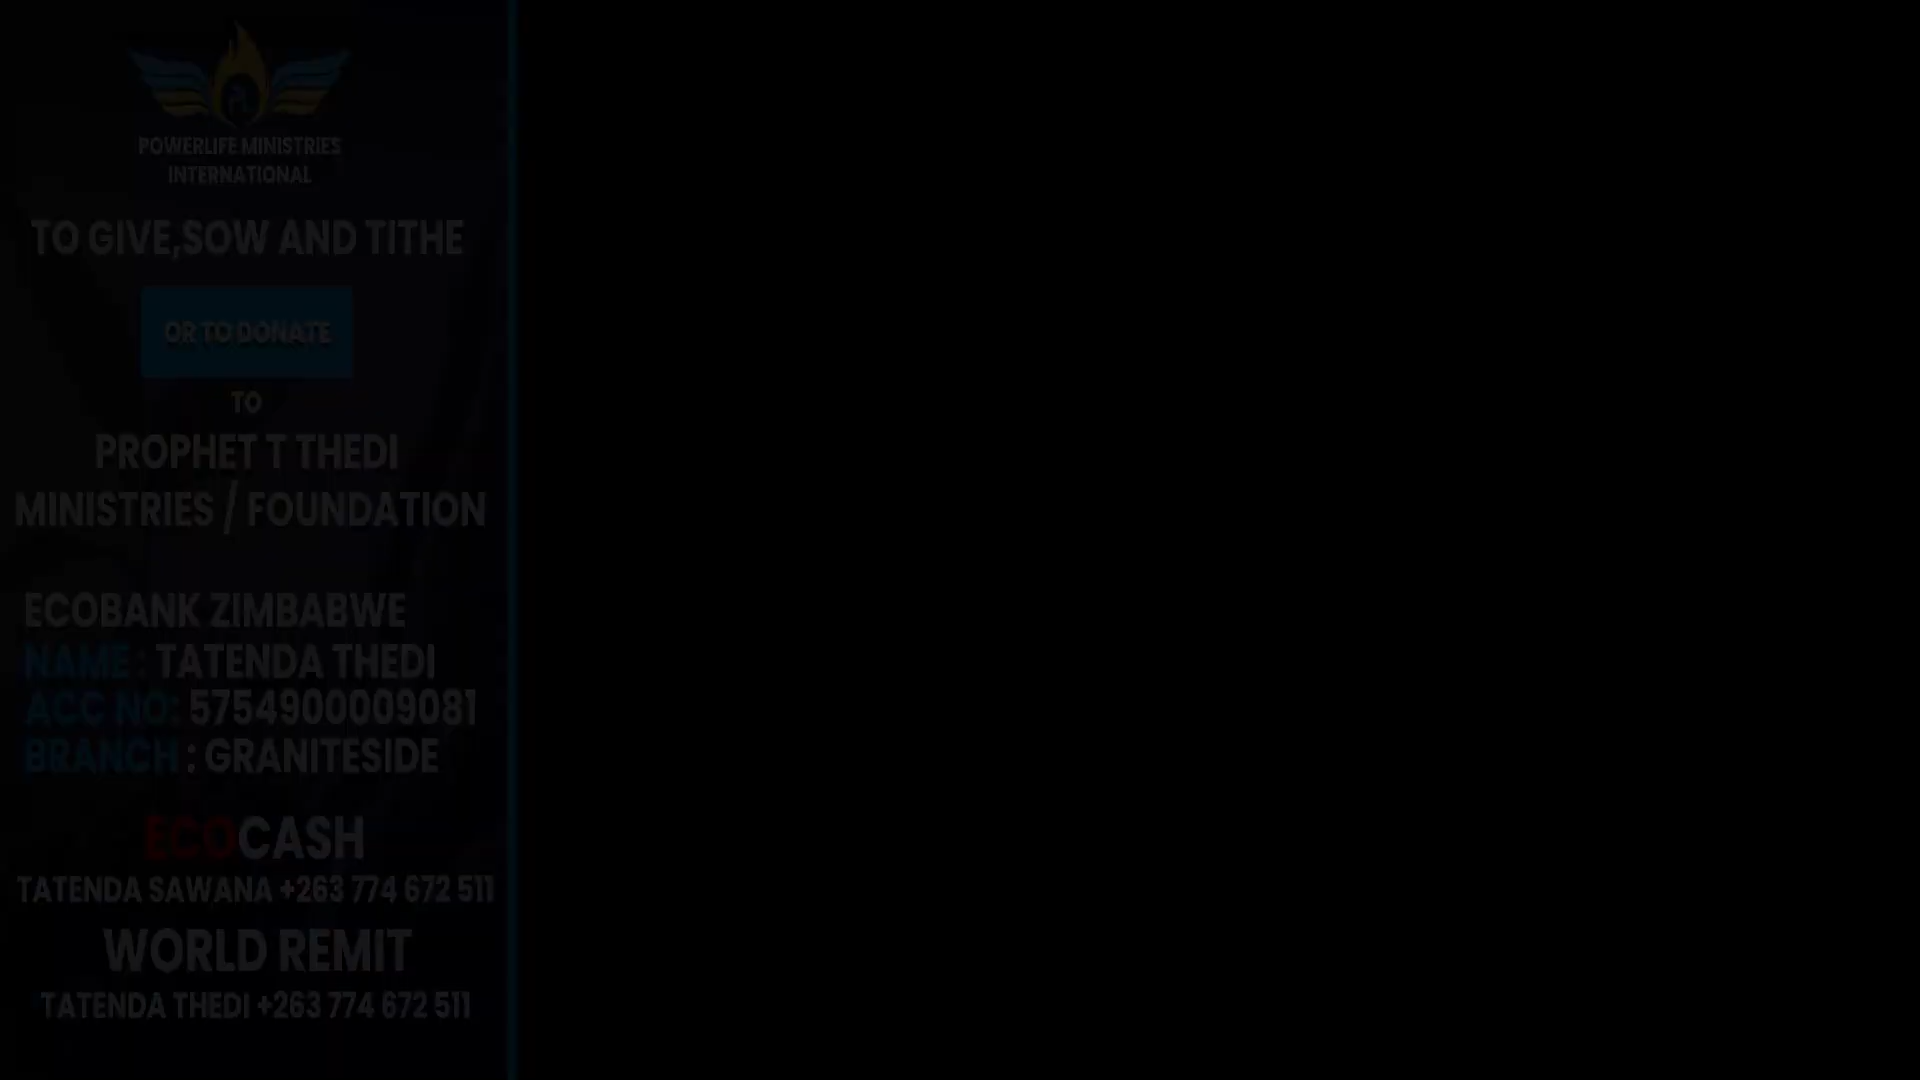 POWERLIFE MINISTRIES
INTERNATIONAL
TO GIVE,SOW AND TITHE
OR TO DONATE
TO
PROPHET T THEDI
MINISTRIES / FOUNDATION
ECOBANK ZIMBABWE
NAME : TATENDA THEDI
ACC NO: 5754900009081
BRANCH : GRANITESIDE
ECOCASH
TATENDA SAWANA +263 774 672 511
WORLD REMIT
TATENDA THEDI +263 774 672 511